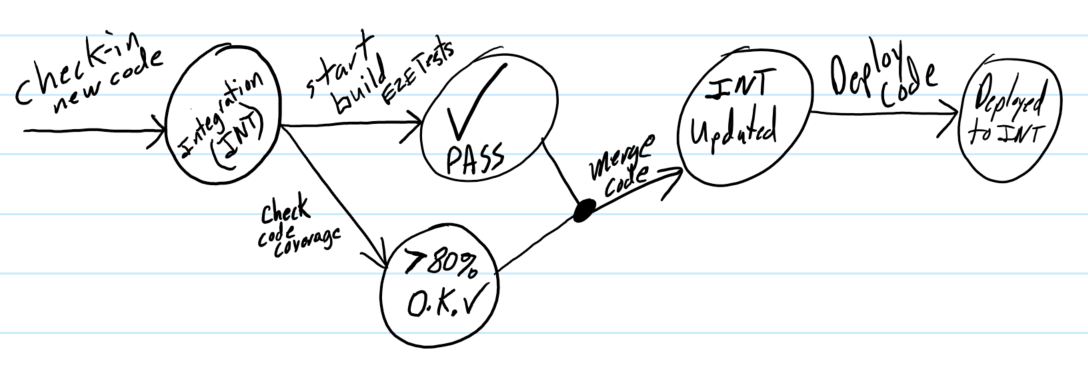 check-in
new code
Integration
(INT)
start
build
E2E Tests
✓
PASS
check
code
coverage
>80%
O.K.✓
merge
code
INT
Updated
Deploy
Code
Deployed
to INT